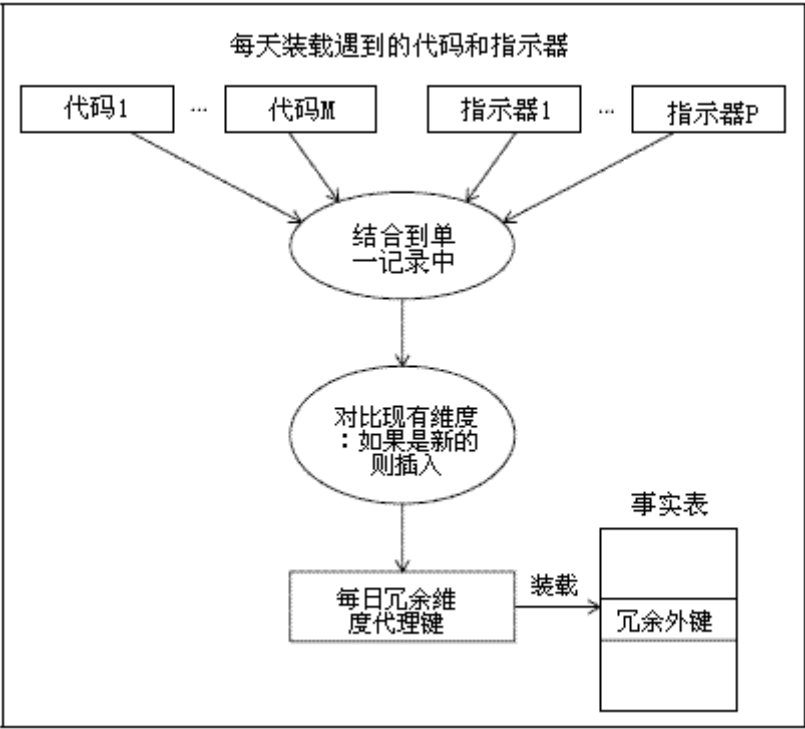 每天装载遇到的代码和指示器
代码1 … 代码M 指示器1 … 指示器P
结合到单
一记录中
对比现有维度
：如果是新的
则插入
事实表
每日冗余维
度代理键
装载
冗余外键